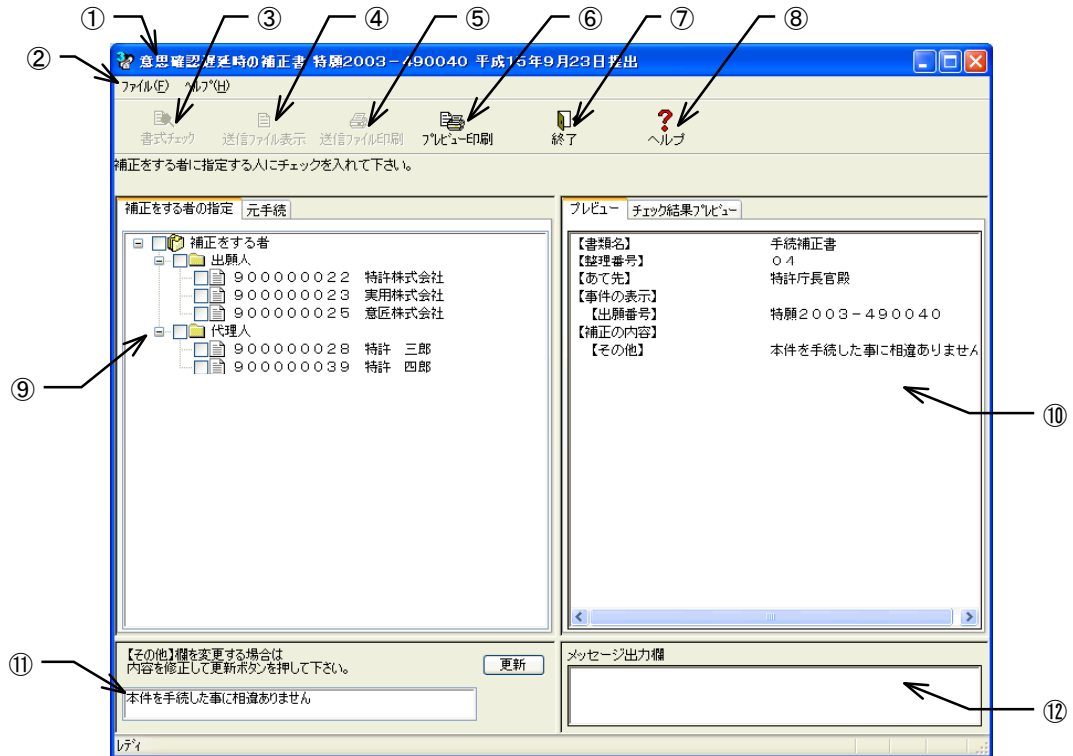 ① ③ ④ ⑤ ⑥ ⑦ ⑧
②
意思確認遅延時の補正書 特願2003-490040 平成15年9月23日提出
ファイル(F) ヘルプ(H)
書式チェック 送信ファイル表示 送信ファイル印刷 プレビュー印刷 終了 ヘルプ
補正をする者に指定する人にチェックを入れて下さい。
補正をする者の指定 元手続
補正をする者
出願人
900000022 特許株式会社
900000023 実用株式会社
900000025 意匠株式会社
代理人
900000028 特許 三郎
900000039 特許 四郎
⑨
プレビュー チェック結果プレビュー
【書類名】 手続補正書
【整理番号】 04
【あて先】 特許庁長官殿
【事件の表示】
【出願番号】 特願2003-490040
【補正の内容】
【その他】 本件を手続した事に相違ありません
⑩
【その他】欄を変更する場合は
内容を修正して更新ボタンを押して下さい。
更新
⑪
本件を手続した事に相違ありません
メッセージ出力欄
⑫
レディ